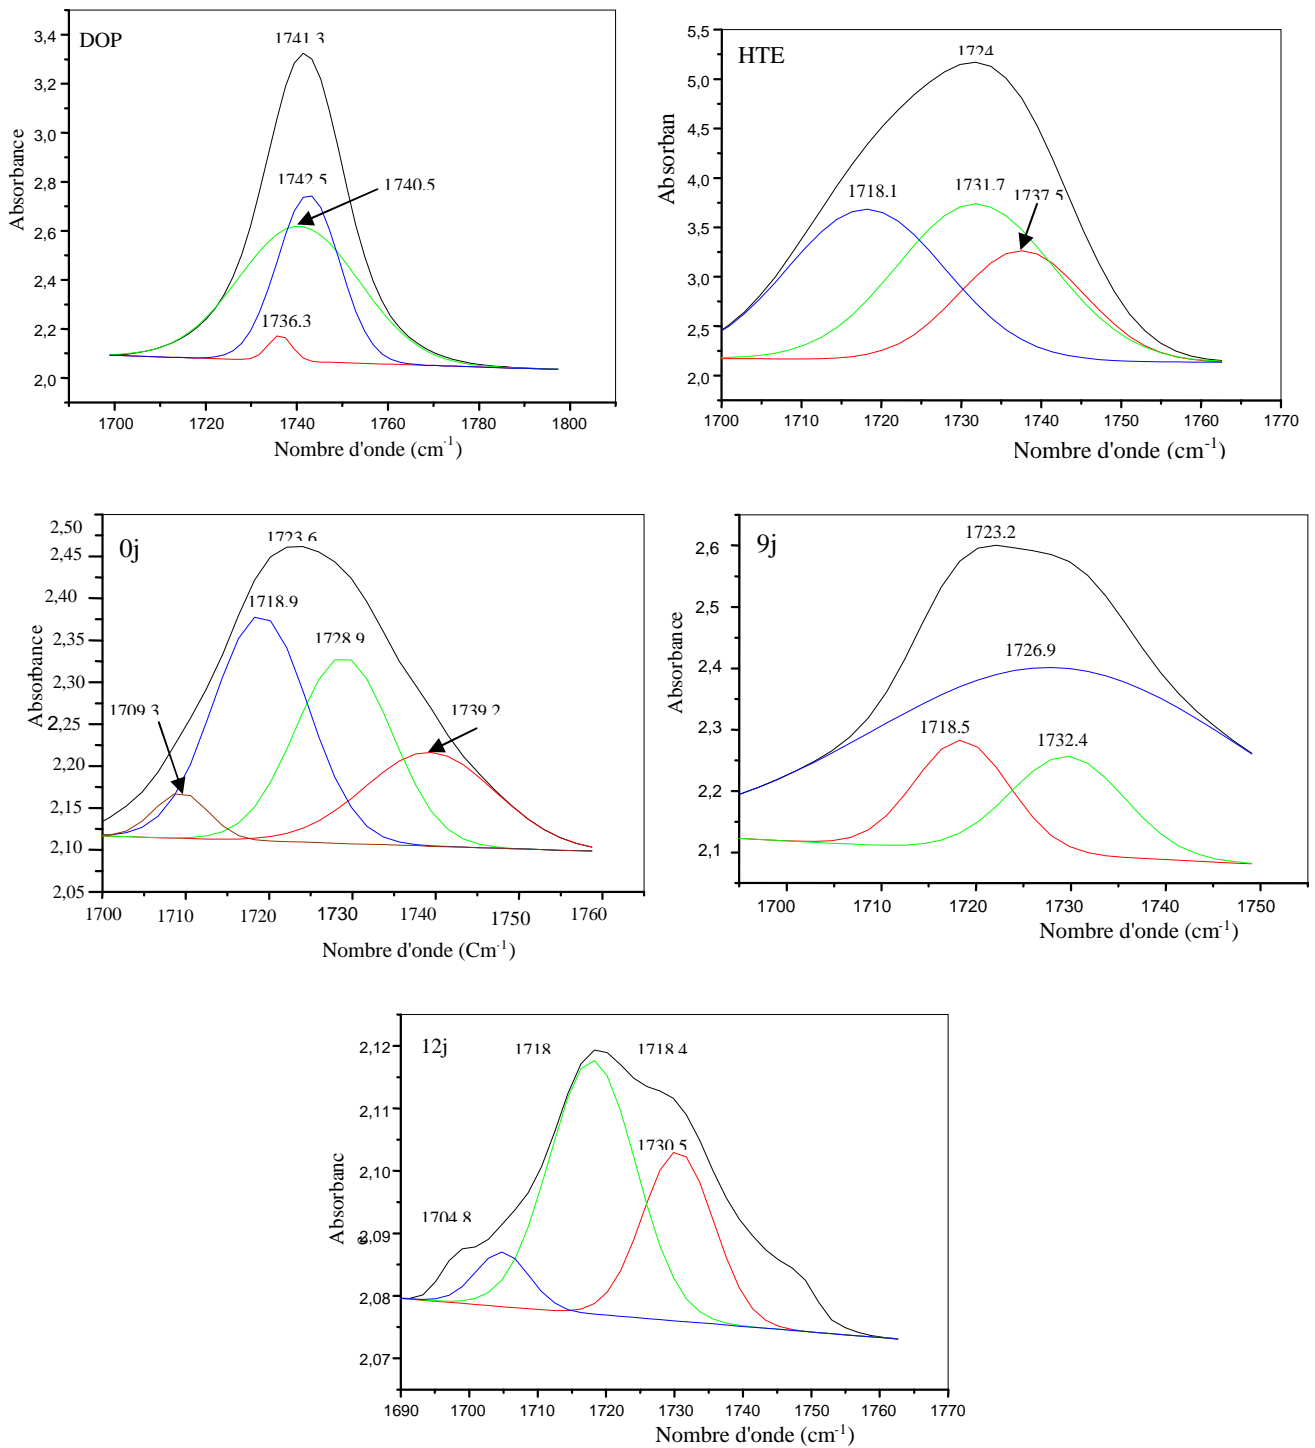 DOP
1741.3
3,4
3,2
3,0
2,8
2,6
2,4
2,2
2,0
Absorbance
1742.5
1740.5
1736.3
1700 1720 1740 1750 1780 1800
Nombre d'onde (cm-1)
HTE
1724
5,5
5,0
4,5
4,0
3,5
3,0
2,5
2,0
Absorban
1718.1
1731.7
1737.5
1700 1710 1720 1730 1740 1750 1760 1770
Nombre d'onde (cm-1)
0j
1723.6
2,50
2,45
2,40
2,35
2,30
2,25
2,20
2,15
2,10
2,05
Absorbance
1718.9
1728.9
1709.3
1739.2
1700 1710 1720 1730 1740 1750 1760
Nombre d'onde (Cm-1)
9j
1723.2
2,6
2,5
2,4
2,3
2,2
2,1
Absorbance
1726.9
1718.5
1732.4
1700 1710 1720 1730 1740 1750
Nombre d'onde (cm-1)
12j
1718
1718.4
2,12
2,11
2,10
2,09
2,08
2,07
Absorbanc
e
1730.5
1704.8
1690 1700 1710 1720 1730 1740 1750 1760 1770
Nombre d'onde (cm-1)